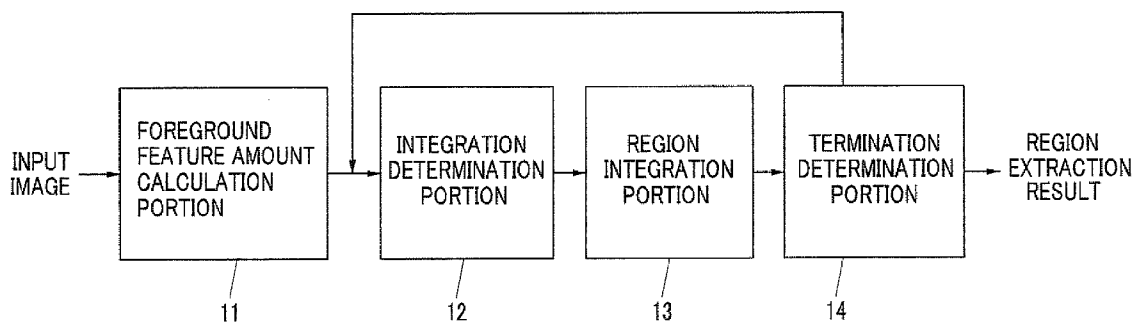 INPUT
IMAGE
FOREGROUND
FEATURE AMOUNT
CALCULATION
PORTION
INTEGRATION
DETERMINATION
PORTION
REGION
INTEGRATION
PORTION
TERMINATION
DETERMINATION
PORTION
REGION
EXTRACTION
RESULT
11
12
13
14